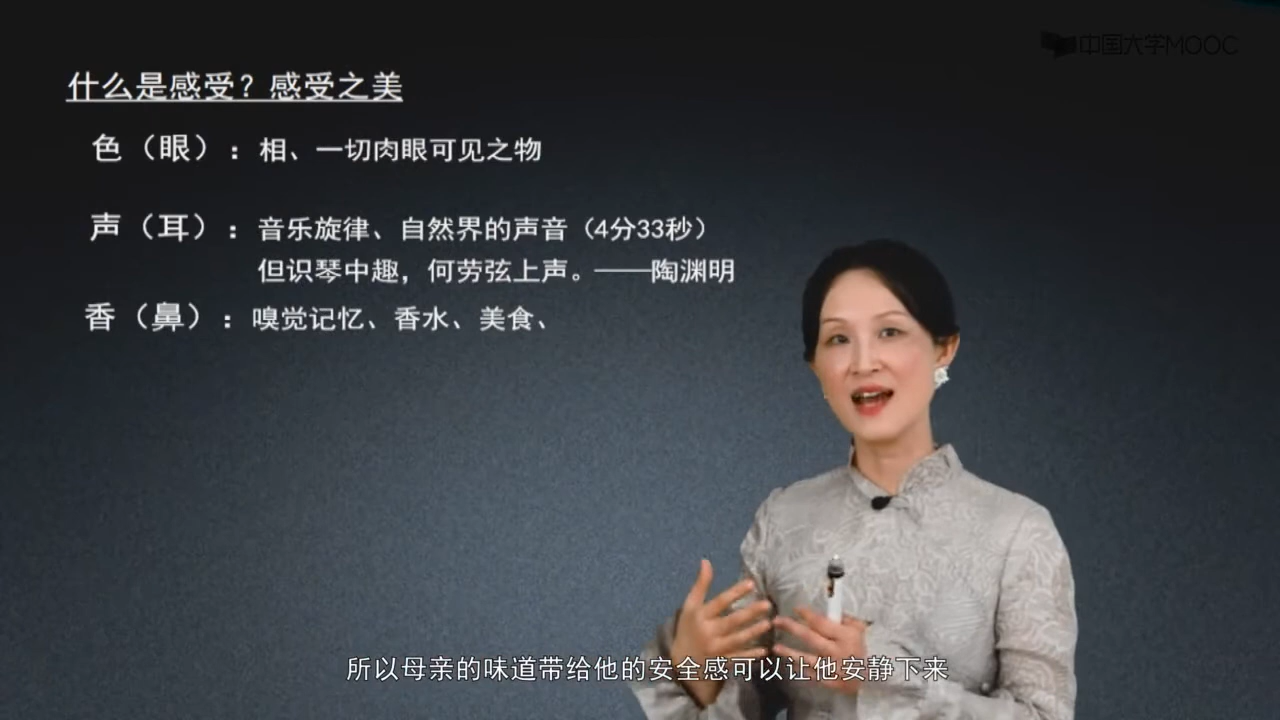 中国大学MOOC
什么是感受？感受之美
色（眼）：相、一切肉眼可见之物
声（耳）：音乐旋律、自然界的声音（4分33秒）
但识琴中趣，何劳弦上声。——陶渊明
香（鼻）：嗅觉记忆、香水、美食、
所以母亲的味道带给他的安全感可以让他安静下来